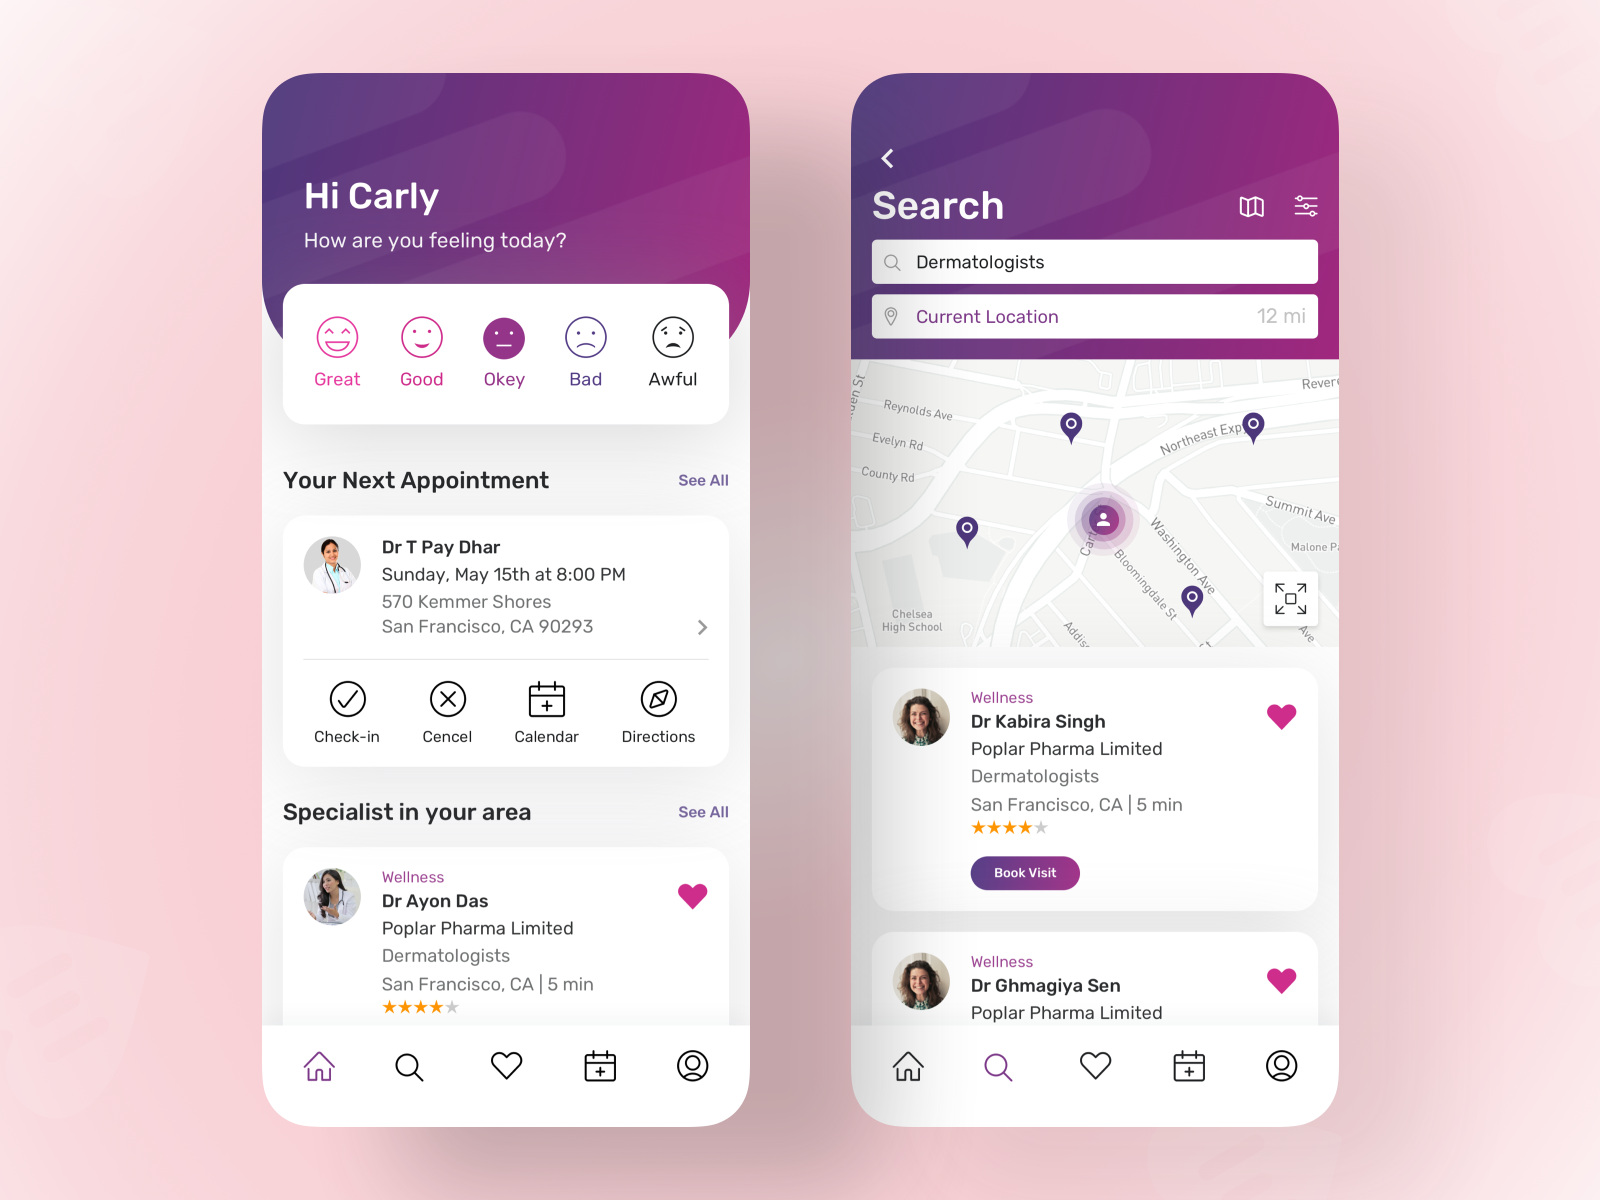 Hi Carly
How are you feeling today?
Great
Good
Okey
Bad
Awful
Your Next Appointment
See All
Dr T Pay Dhar
Sunday, May 15th at 8:00 PM
570 Kemmer Shores
San Francisco, CA 90293
Check-in
Cencel
Calendar
Directions
Specialist in your area
See All
Wellness
Dr Ayon Das
Poplar Pharma Limited
Dermatologists
San Francisco, CA | 5 min
Search
Dermatologists
Current Location
12 mi
Reynolds Ave
Evelyn Rd
County Rd
Northeast Exp
Summit Ave
Washington Ave
Bloomingdale St
Chelsea
High School
Wellness
Dr Kabira Singh
Poplar Pharma Limited
Dermatologists
San Francisco, CA | 5 min
Book Visit
Wellness
Dr Ghmagiya Sen
Poplar Pharma Limited